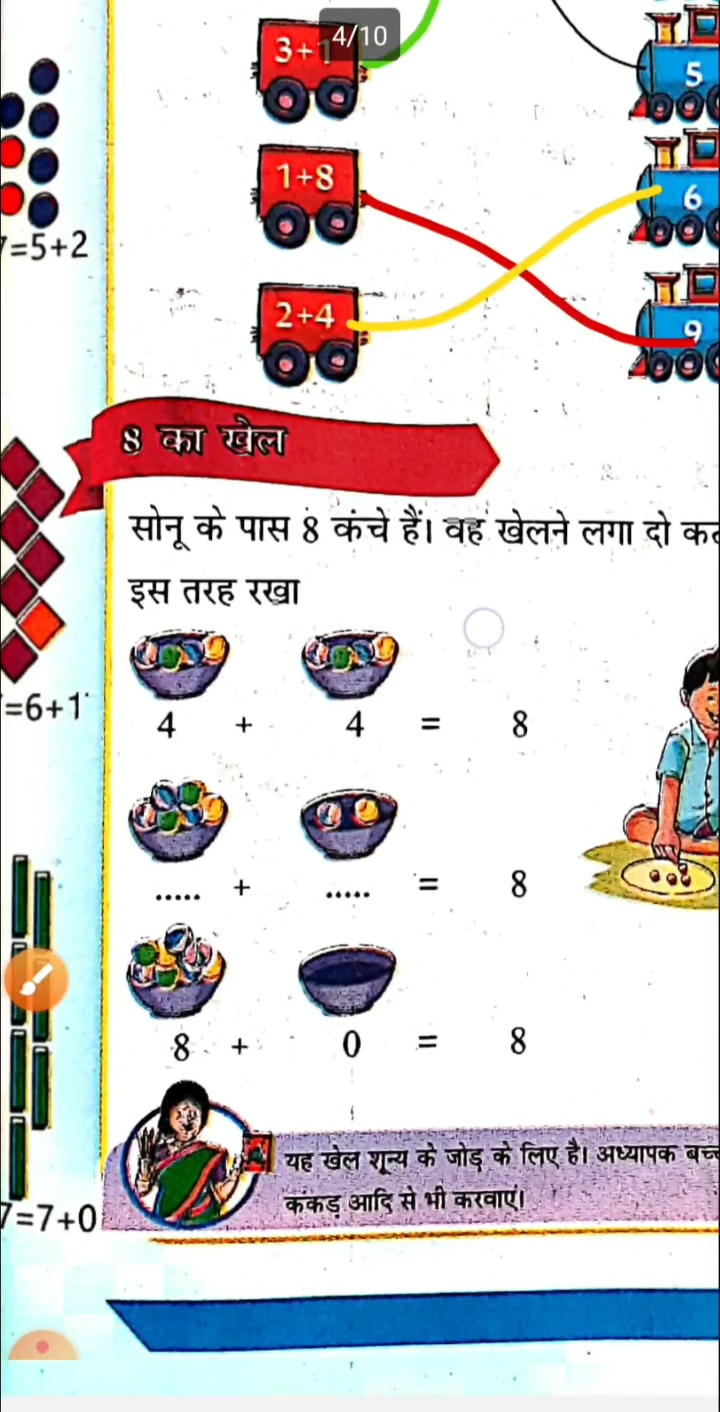 4/10
3+1
5
1+8
6
7=5+2
2+4
9
8 का खेल
सोनू के पास 8 कंचे हैं। वह खेलने लगा दो
इस तरह रखा
=6+1
4 + 4 = 8
..... + ..... = 8
8 + 0 = 8
यह खेल शून्य के जोड़ के लिए है। अध्यापक
कंकड़ आदि से भी करवाएं।
7=7+0